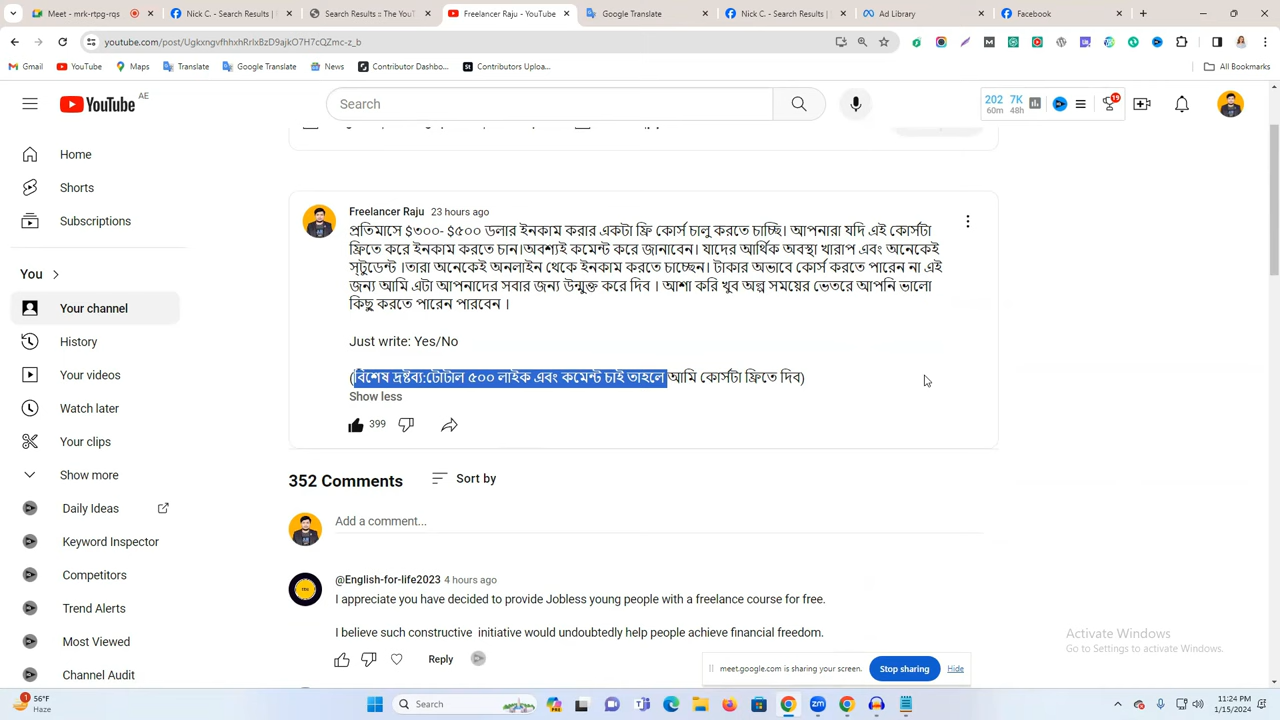 Meet - mrk-rpg-mrj
Nick C. - Search Results |
Search Results :: The YouT
Freelancer Raju - YouTube
Google Translate
Nick C. - Search Results |
Ad Library
Facebook
youtube.com/post/UgkxngvfhhxhRrlxBzD9ajkO7H7cQZmc-z_b
Gmail
YouTube
Maps
Translate
Google Translate
News
Contributor Dashbo...
Contributors Uploa...
All Bookmarks
YouTube AE
Search
202 60m
7K 48h
19
Home
Shorts
Subscriptions
You
Your channel
History
Your videos
Watch later
Your clips
Show more
Daily Ideas
Keyword Inspector
Competitors
Trend Alerts
Most Viewed
Channel Audit
Freelancer Raju 23 hours ago
প্রতিমাসে $৩০০- $৫০০ ডলার ইনকাম করার একটা ফ্রি কোর্স চালু করতে চাচ্ছি। আপনারা যদি এই কোর্সটা
ফ্রিতে করে ইনকাম করতে চান।অবশ্যই কমেন্ট করে জানাবেন। যাদের আর্থিক অবস্থা খারাপ এবং অনেকেই
স্টুডেন্ট ।তারা অনেকেই অনলাইন থেকে ইনকাম করতে চাচ্ছেন। টাকার অভাবে কোর্স করতে পারেন না এই
জন্য আমি এটা আপনাদের সবার জন্য উন্মুক্ত করে দিব । আশা করি খুব অল্প সময়ের ভেতরে আপনি ভালো
কিছু করতে পারেন পারবেন ।
Just write: Yes/No
(বিশেষ দ্রষ্টব্য:টোটাল ৫০০ লাইক এবং কমেন্ট চাই তাহলে আমি কোর্সটা ফ্রিতে দিব)
Show less
399
352 Comments
Sort by
Add a comment...
@English-for-life2023 4 hours ago
I appreciate you have decided to provide Jobless young people with a freelance course for free.
I believe such constructive initiative would undoubtedly help people achieve financial freedom.
Reply
meet.google.com is sharing your screen.
Stop sharing
Hide
Activate Windows
Go to Settings to activate Windows.
56°F
Haze
Search
11:24 PM
1/15/2024